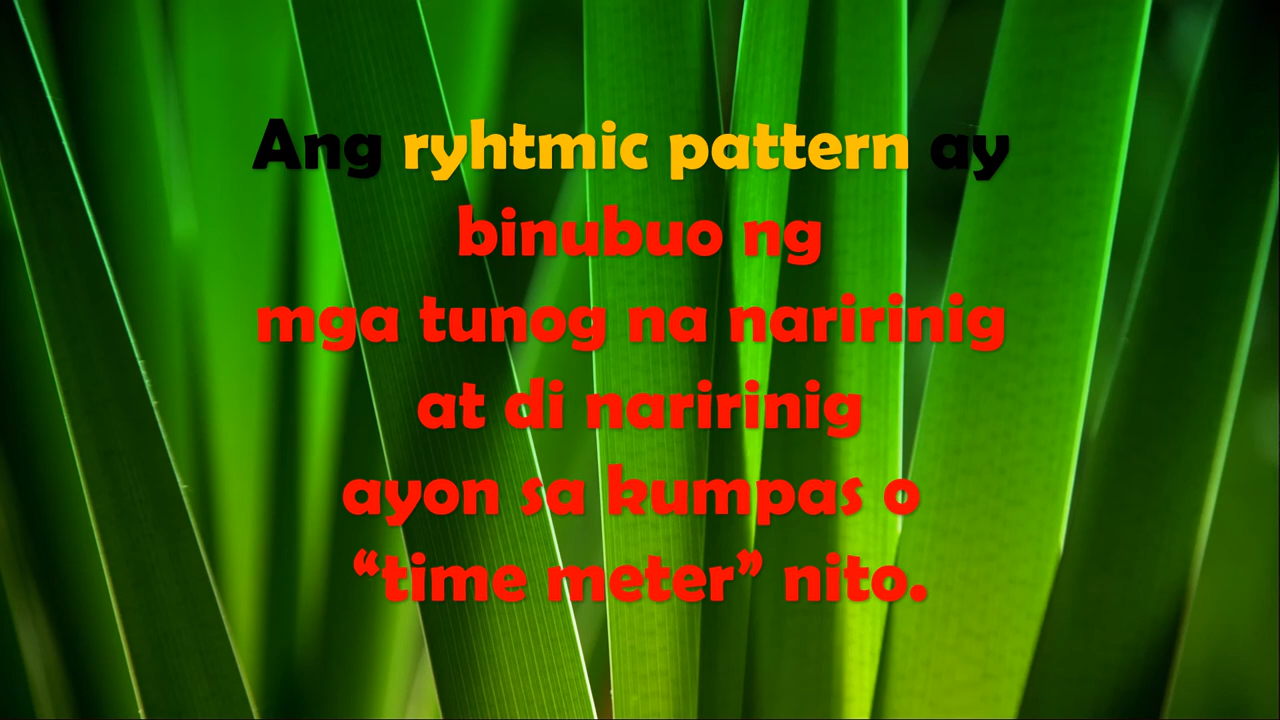 Ang ryhtmic pattern ay
binubuo ng
mga tunog na naririnig
at di naririnig
ayon sa kumpas o
“time meter” nito.